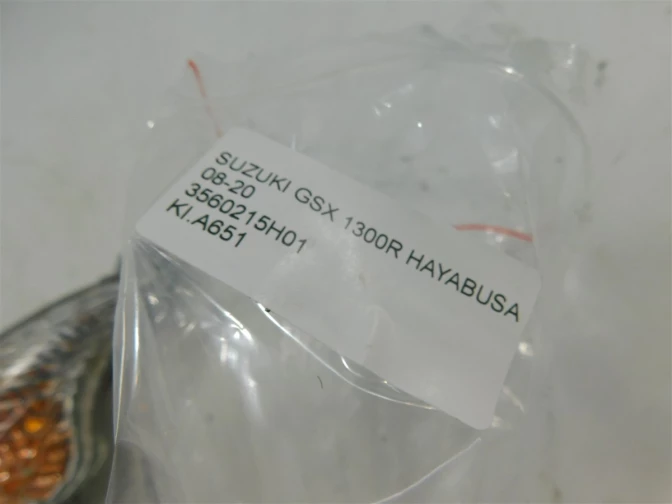 SUZUKI GSX 1300R HAYABUSA
08-20
3560215H01
KI.A651